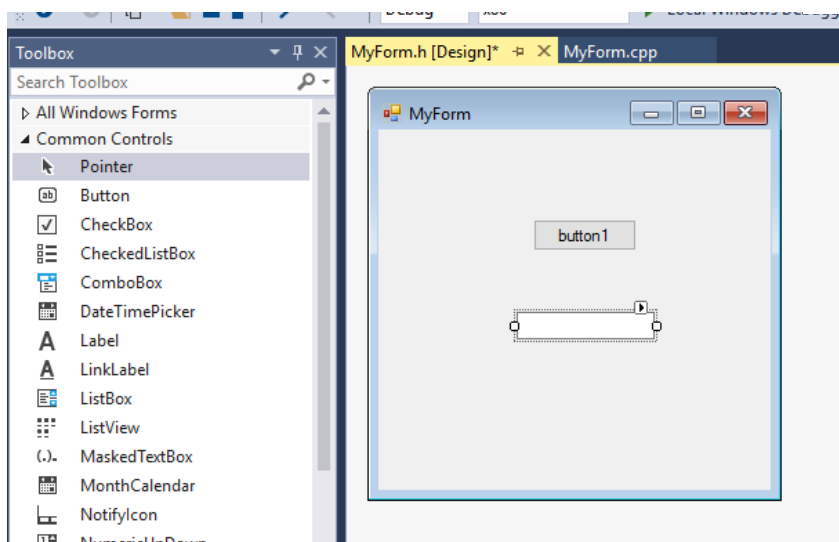 Debug
Toolbox
MyForm.h [Design]*
MyForm.cpp
Search Toolbox
All Windows Forms
Common Controls
Pointer
Button
CheckBox
CheckedListBox
ComboBox
DateTimePicker
Label
LinkLabel
ListBox
ListView
MaskedTextBox
MonthCalendar
NotifyIcon
MyForm
button1